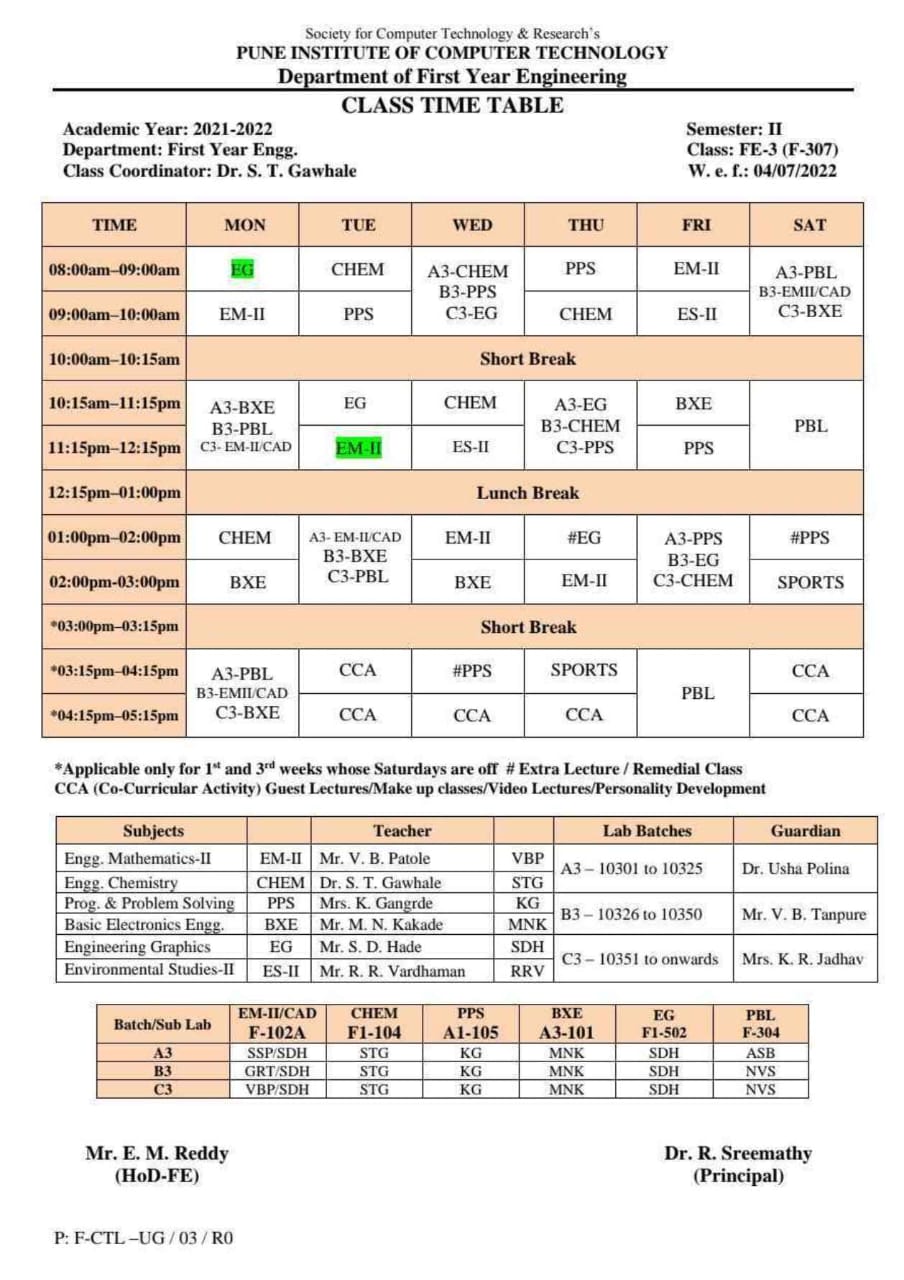 Society for Computer Technology & Research's
PUNE INSTITUTE OF COMPUTER TECHNOLOGY
Department of First Year Engineering
CLASS TIME TABLE
Academic Year: 2021-2022 Semester: II
Department: First Year Engg. Class: FE-3 (F-307)
Class Coordinator: Dr. S. T. Gawhale W. e. f.: 04/07/2022
TIME MON TUE WED THU FRI SAT
08:00am–09:00am EG CHEM A3-CHEM B3-PPS C3-EG PPS EM-II A3-PBL B3-EMII/CAD C3-BXE
09:00am–10:00am EM-II PPS CHEM ES-II
10:00am–10:15am Short Break
10:15am–11:15pm A3-BXE B3-PBL C3- EM-II/CAD EG CHEM A3-EG B3-CHEM C3-PPS BXE PBL
11:15pm–12:15pm EM-II ES-II PPS
12:15pm–01:00pm Lunch Break
01:00pm–02:00pm CHEM A3- EM-II/CAD B3-BXE C3-PBL EM-II #EG A3-PPS B3-EG C3-CHEM #PPS
02:00pm-03:00pm BXE BXE EM-II SPORTS
*03:00pm–03:15pm Short Break
*03:15pm–04:15pm A3-PBL B3-EMII/CAD C3-BXE CCA #PPS SPORTS PBL CCA
*04:15pm–05:15pm CCA CCA CCA CCA
*Applicable only for 1st and 3rd weeks whose Saturdays are off # Extra Lecture / Remedial Class
CCA (Co-Curricular Activity) Guest Lectures/Make up classes/Video Lectures/Personality Development
Subjects Teacher Lab Batches Guardian
Engg. Mathematics-II EM-II Mr. V. B. Patole VBP A3 – 10301 to 10325 Dr. Usha Polina
Engg. Chemistry CHEM Dr. S. T. Gawhale STG
Prog. & Problem Solving PPS Mrs. K. Gangrde KG B3 – 10326 to 10350 Mr. V. B. Tanpure
Basic Electronics Engg. BXE Mr. M. N. Kakade MNK
Engineering Graphics EG Mr. S. D. Hade SDH C3 – 10351 to onwards Mrs. K. R. Jadhav
Environmental Studies-II ES-II Mr. R. R. Vardhaman RRV
Batch/Sub Lab EM-II/CAD F-102A CHEM F1-104 PPS A1-105 BXE A3-101 EG F1-502 PBL F-304
A3 SSP/SDH STG KG MNK SDH ASB
B3 GRT/SDH STG KG MNK SDH NVS
C3 VBP/SDH STG KG MNK SDH NVS
Mr. E. M. Reddy Dr. R. Sreemathy
(HoD-FE) (Principal)
P: F-CTL –UG / 03 / R0